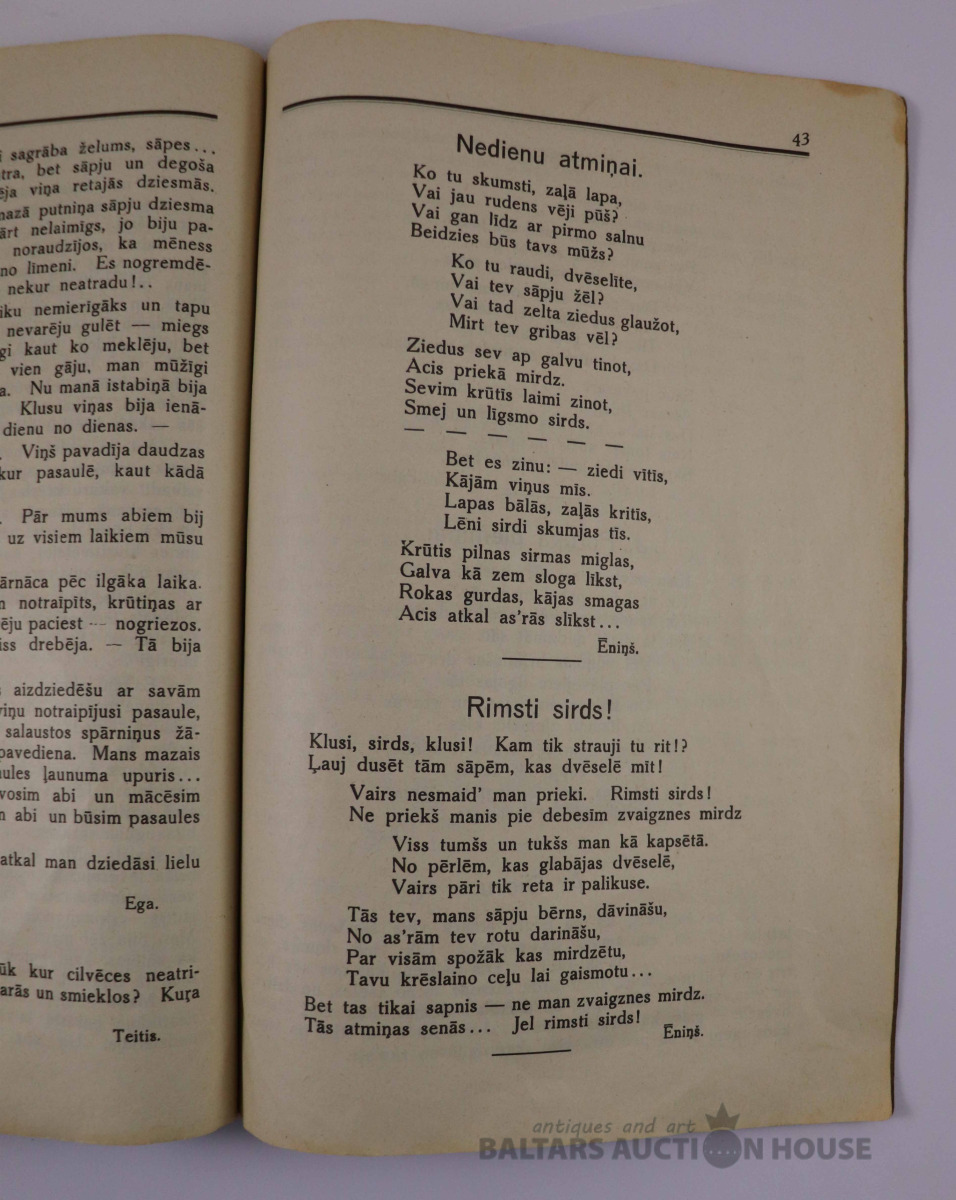 sagrāba želums, sāpes...
bet sāpju un degoša
viņa retajās dziesmās.
putniņa sāpju dziesma
nelaimīgs, jo biju pa-
noraudzījos, ka mēness
no līmeni. Es nogremdē-
nekur neatradu!..
nemierīgāks un tapu
nevarēju gulēt — miegs
kaut ko meklēju, bet
vien gāju, man mūžīgi
Nu manā istabiņā bija
Klusu viņas bija ienā-
dienu no dienas. —
Viņš pavadīja daudzas
kur pasaulē, kaut kādā
Pār mums abiem bij
uz visiem laikiem mūsu
pēc ilgāka laika.
notraipīts, krūtiņas ar
paciest — nogriezos.
drebēja. — Tā bija
aizdziedēšu ar savām
notraipījusi pasaule,
salaustos spārniņus žā-
pavediena. Mans mazais
ļaunuma upuris...
abi un mācēsim
abi un būsim pasaules
atkal man dziedāsi lielu
Ega.
kur cilvēces neatri-
un smieklos? Kuŗa
Teitis.
43
Nedienu atmiņai.
Ko tu skumsti, zaļā lapa,
Vai jau rudens vēji pūš?
Vai gan līdz ar pirmo salnu
Beidzies būs tavs mūžs?
Ko tu raudi, dvēselīte,
Vai tev sāpju žēl?
Vai tad zelta ziedus glaužot,
Mirt tev gribas vēl?
Ziedus sev ap galvu tinot,
Acis priekā mirdz.
Sevim krūtīs laimi zinot,
Smej un līgsmo sirds.
— — — — — —
Bet es zinu: — ziedi vītīs,
Kājām viņus mīs.
Lapas bālās, zaļās kritīs,
Lēni sirdi skumjas tīs.
Krūtis pilnas sirmas miglas,
Galva kā zem sloga līkst,
Rokas gurdas, kājas smagas
Acis atkal as'rās slīkst...
Ēniņš.
Rimsti sirds!
Klusi, sirds, klusi! Kam tik strauji tu rit!?
Ļauj dusēt tām sāpēm, kas dvēselē mīt!
Vairs nesmaid' man prieki. Rimsti sirds!
Ne priekš manis pie debesīm zvaigznes mirdz
Viss tumšs un tukšs man kā kapsētā.
No pērlēm, kas glabājas dvēselē,
Vairs pāri tik reta ir palikuse.
Tās tev, mans sāpju bērns, dāvināšu,
No as'rām tev rotu darināšu,
Par visām spožāk kas mirdzētu,
Tavu krēslaino ceļu lai gaismotu...
Bet tas tikai sapnis — ne man zvaigznes mirdz.
Tās atmiņas senās... Jel rimsti sirds!
Ēniņš.
antiques and art
BALTARS AUCTION HOUSE